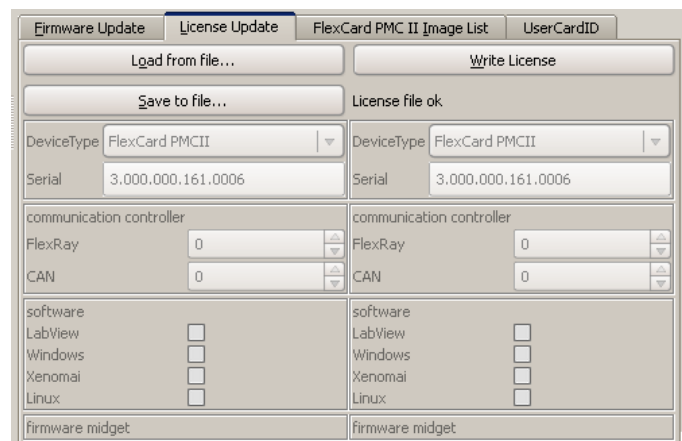 Firmware Update License Update FlexCard PMC II Image List UserCardID
Load from file... Write License
Save to file... License file ok
DeviceType FlexCard PMCII DeviceType FlexCard PMCII
Serial 3.000.000.161.0006 Serial 3.000.000.161.0006
communication controller communication controller
FlexRay 0 FlexRay 0
CAN 0 CAN 0
software software
LabView LabView
Windows Windows
Xenomai Xenomai
Linux Linux
firmware midget firmware midget